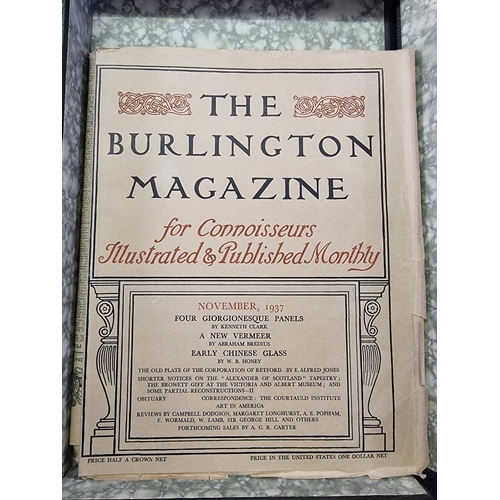 THE
BURLINGTON
MAGAZINE
for Connoisseurs
Illustrated & Published Monthly
NOVEMBER, 1937
FOUR GIORGIONESQUE PANELS
BY KENNETH CLARK
A NEW VERMEER
BY ABRAHAM BREDIUS
EARLY CHINESE GLASS
BY W. B. HONEY
THE OLD PLATE OF THE CORPORATION OF RETFORD. BY E. ALFRED JONES
SHORTER NOTICES ON THE "ALEXANDER OF SCOTLAND" TAPESTRY;
THE BROWETT GIFT AT THE VICTORIA AND ALBERT MUSEUM; AND
SOME PARTIAL RECONSTRUCTIONS—II
OBITUARY CORRESPONDENCE: THE COURTAULD INSTITUTE
ART IN AMERICA
REVIEWS BY CAMPBELL DODGSON, MARGARET LONGHURST, A. E. POPHAM,
F. WORMALD, W. LAMB, SIR GEORGE HILL AND OTHERS
FORTHCOMING SALES BY A. C. R. CARTER
PRICE HALF A CROWN NET PRICE IN THE UNITED STATES ONE DOLLAR NET